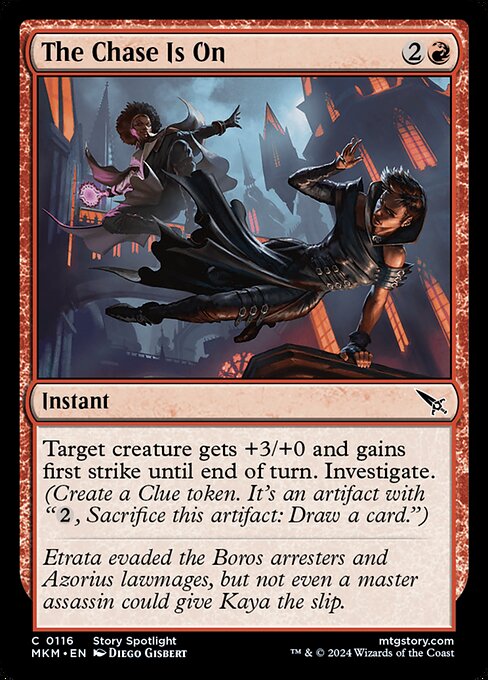 The Chase Is On 2
Instant
Target creature gets +3/+0 and gains
first strike until end of turn. Investigate.
(Create a Clue token. It's an artifact with
“2, Sacrifice this artifact: Draw a card.”)
Etrata evaded the Boros arresters and
Azorius lawmages, but not even a master
assassin could give Kaya the slip.
C 0116 Story Spotlight mtgstory.com
MKM • EN Diego Gisbert ™ & © 2024 Wizards of the Coast